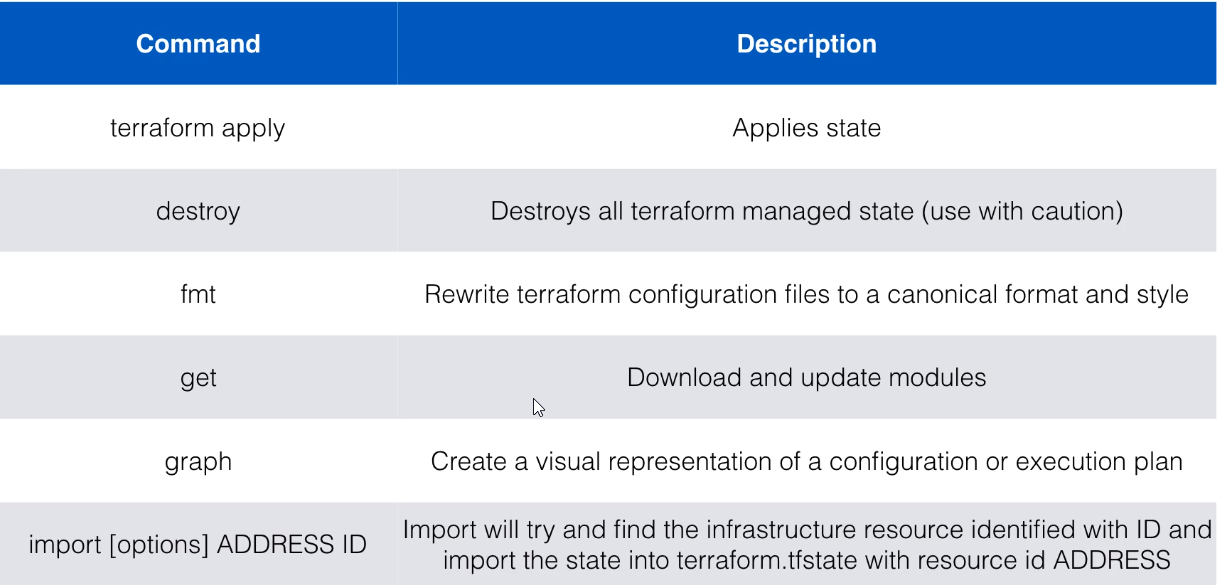 Command
Description
terraform apply
Applies state
destroy
Destroys all terraform managed state (use with caution)
fmt
Rewrite terraform configuration files to a canonical format and style
get
Download and update modules
graph
Create a visual representation of a configuration or execution plan
import [options] ADDRESS ID
Import will try and find the infrastructure resource identified with ID and
import the state into terraform.tfstate with resource id ADDRESS